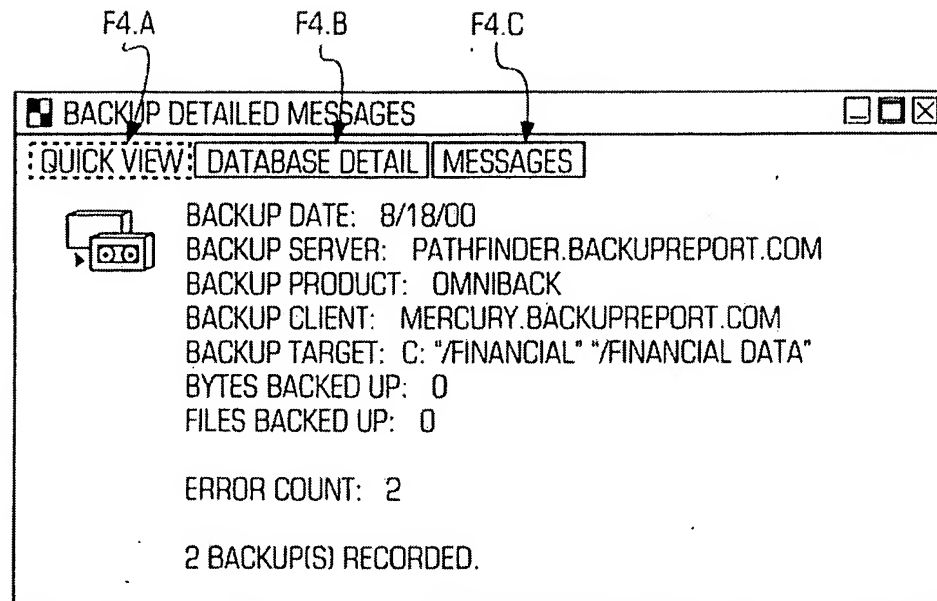 F4.A F4.B F4.C
BACKUP DETAILED MESSAGES
QUICK VIEW DATABASE DETAIL MESSAGES
BACKUP DATE: 8/18/00
BACKUP SERVER: PATHFINDER.BACKUPREPORT.COM
BACKUP PRODUCT: OMNIBACK
BACKUP CLIENT: MERCURY.BACKUPREPORT.COM
BACKUP TARGET: C: "/FINANCIAL" "/FINANCIAL DATA"
BYTES BACKED UP: 0
FILES BACKED UP: 0
ERROR COUNT: 2
2 BACKUP(S) RECORDED.